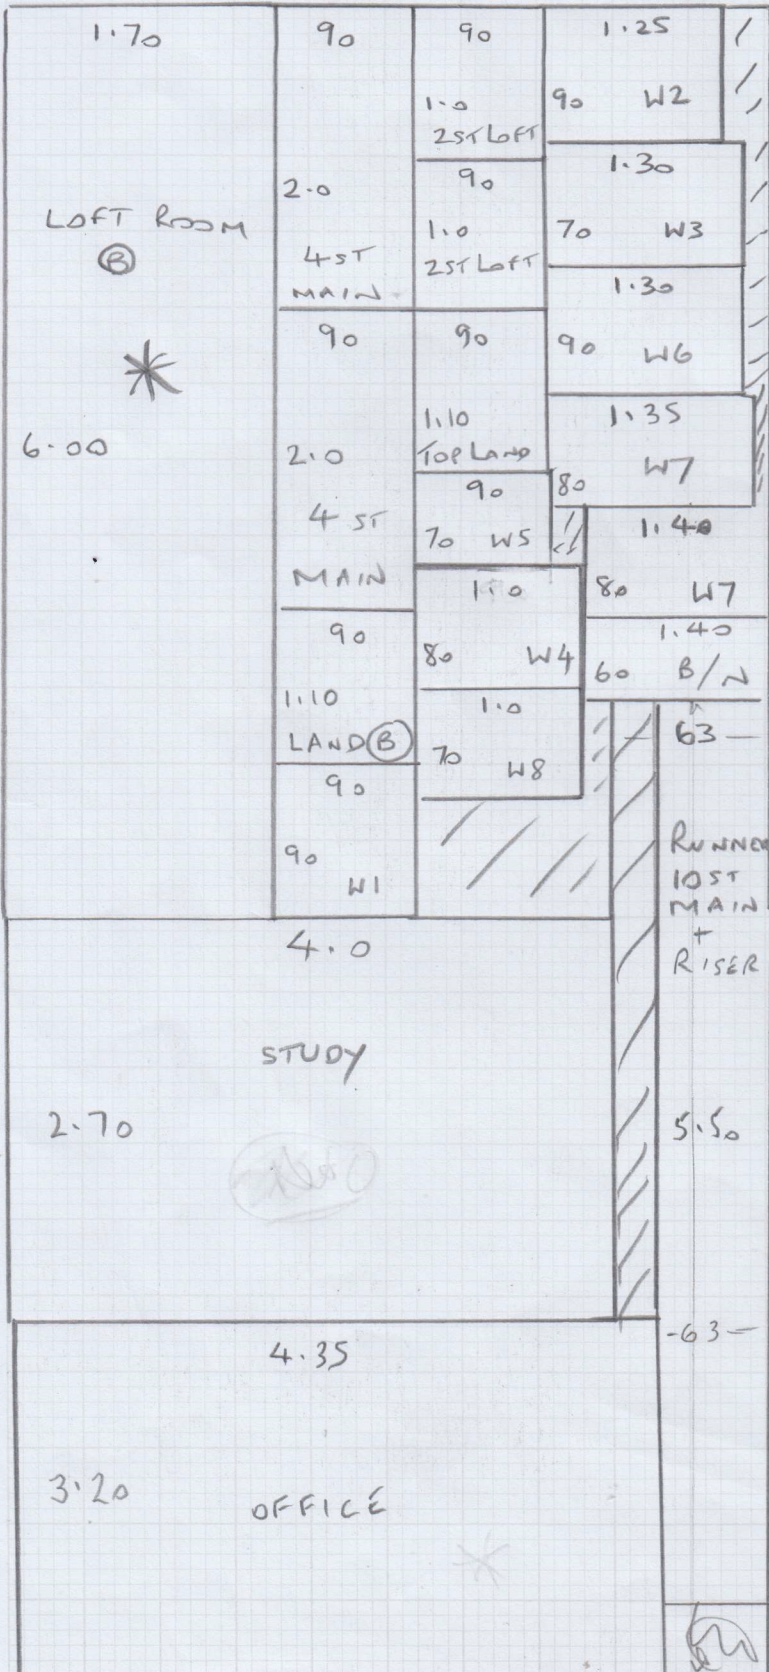 1.70
LOFT ROOM
B
6.00
90
2.0
4ST
MAIN
90
2.0
4 ST
MAIN
90
1.10
LAND B
90
90
W1
90
1.0
2ST LOFT
90
1.0
2ST LOFT
90
1.10
TOP LAND
90
70 W5
1.0
80 W4
1.0
70 W8
1.25
90 W2
1.30
70 W3
1.30
90 W6
1.35
80 W7
1.40
80 W7
1.40
60 B/N
63
RUNNER
10ST
MAIN
+
RISER
5.50
63
4.0
STUDY
2.70
4.35
3.20
OFFICE